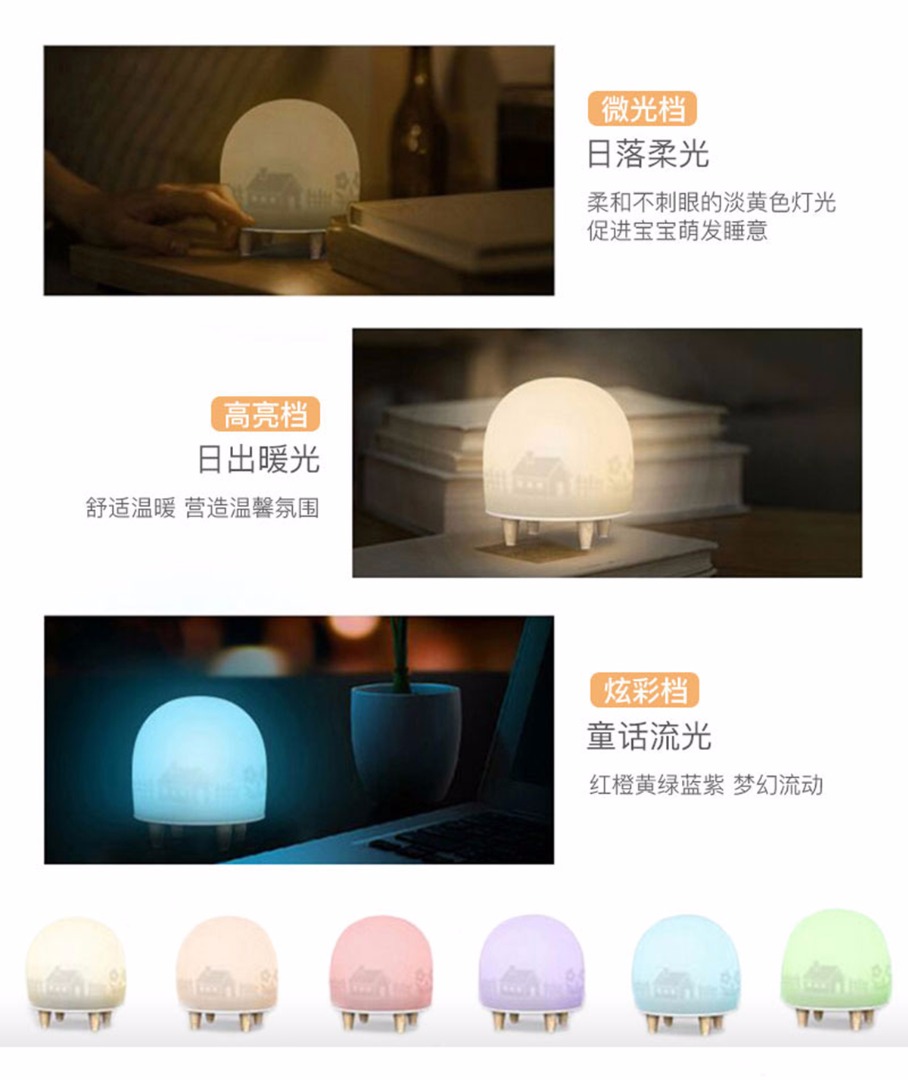 微光档
日落柔光
柔和不刺眼的淡黄色灯光
促进宝宝萌发睡意
高亮档
日出暖光
舒适温暖 营造温馨氛围
炫彩档
童话流光
红橙黄绿蓝紫 梦幻流动